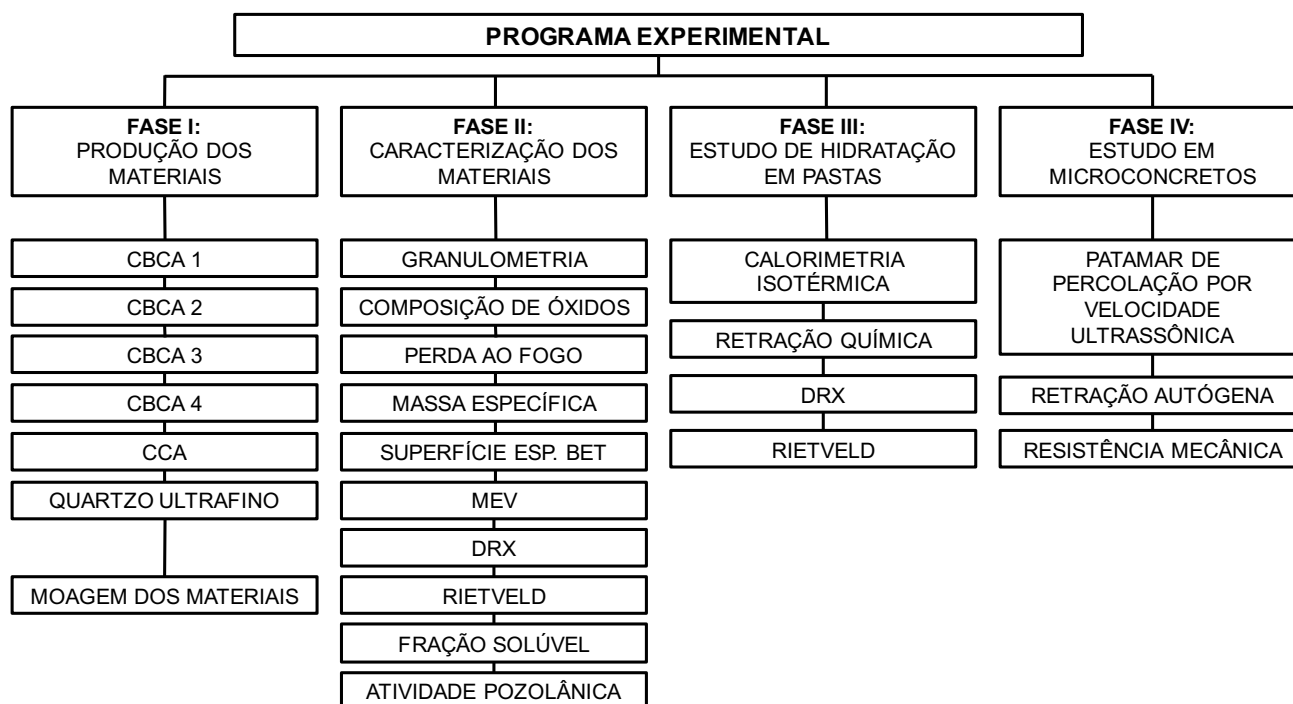 PROGRAMA EXPERIMENTAL
FASE I:
PRODUÇÃO DOS
MATERIAIS
CBCA 1
CBCA 2
CBCA 3
CBCA 4
CCA
QUARTZO ULTRAFINO
MOAGEM DOS MATERIAIS
FASE II:
CARACTERIZAÇÃO DOS
MATERIAIS
GRANULOMETRIA
COMPOSIÇÃO DE ÓXIDOS
PERDA AO FOGO
MASSA ESPECÍFICA
SUPERFÍCIE ESP. BET
MEV
DRX
RIETVELD
FRAÇÃO SOLÚVEL
ATIVIDADE POZOLÂNICA
FASE III:
ESTUDO DE HIDRATAÇÃO
EM PASTAS
CALORIMETRIA
ISOTÉRMICA
RETRAÇÃO QUÍMICA
DRX
RIETVELD
FASE IV:
ESTUDO EM
MICROCONCRETOS
PATAMAR DE
PERCOLAÇÃO POR
VELOCIDADE
ULTRASSÔNICA
RETRAÇÃO AUTÓGENA
RESISTÊNCIA MECÂNICA